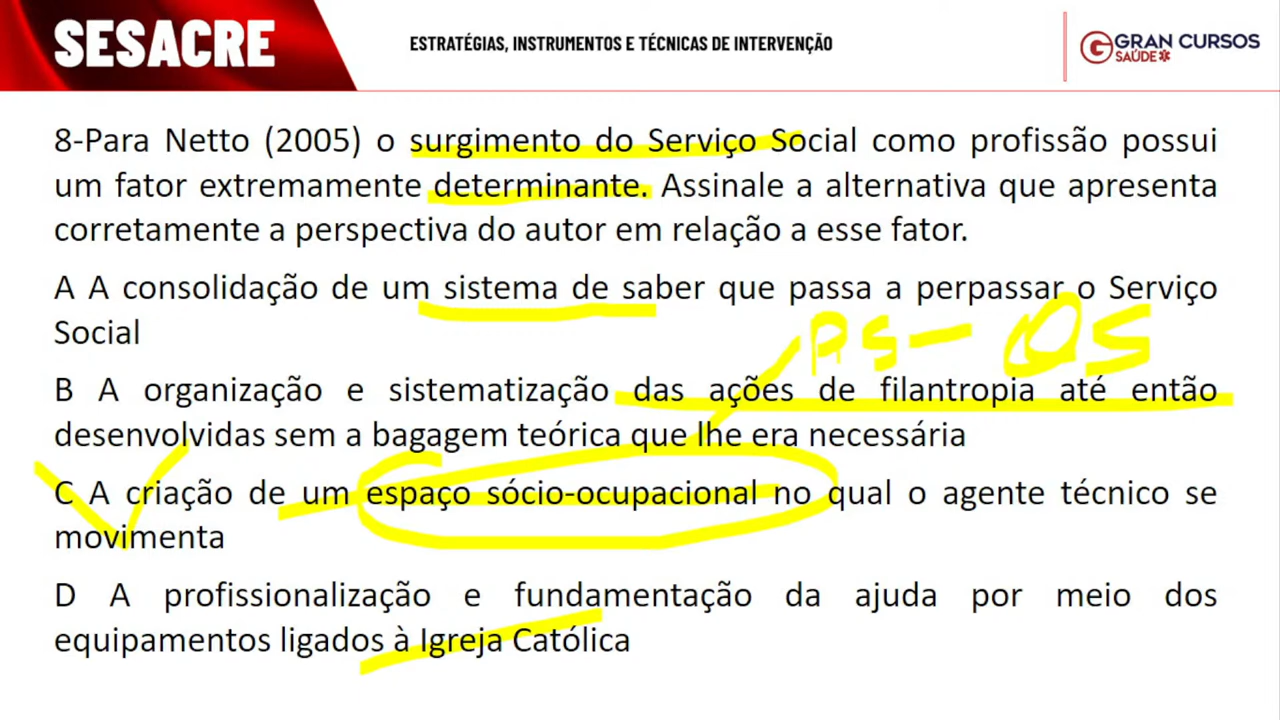 SESACRE
ESTRATÉGIAS, INSTRUMENTOS E TÉCNICAS DE INTERVENÇÃO
GRAN CURSOS
SAÚDE
8-Para Netto (2005) o surgimento do Serviço Social como profissão possui
um fator extremamente determinante. Assinale a alternativa que apresenta
corretamente a perspectiva do autor em relação a esse fator.
A A consolidação de um sistema de saber que passa a perpassar o Serviço
Social
B A organização e sistematização das ações de filantropia até então
desenvolvidas sem a bagagem teórica que lhe era necessária
C A criação de um espaço sócio-ocupacional no qual o agente técnico se
movimenta
D A profissionalização e fundamentação da ajuda por meio dos
equipamentos ligados à Igreja Católica